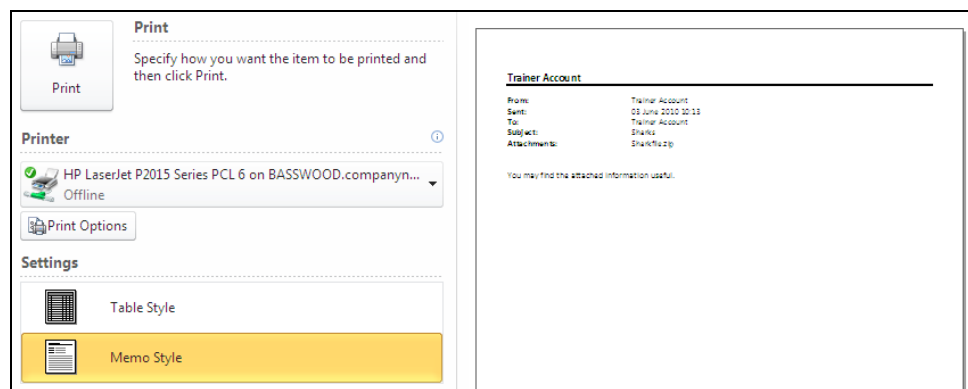 Print
Specify how you want the item to be printed and
then click Print.
Print
Printer
HP LaserJet P2015 Series PCL 6 on BASSWOOD.companyn...
Offline
Print Options
Settings
Table Style
Memo Style
Trainer Account
From: Trainer Account
Sent: 03 June 2010 10:13
To: Trainer Account
Subject: Sharks
Attachments: Sharkfile.zip
You may find the attached information useful.